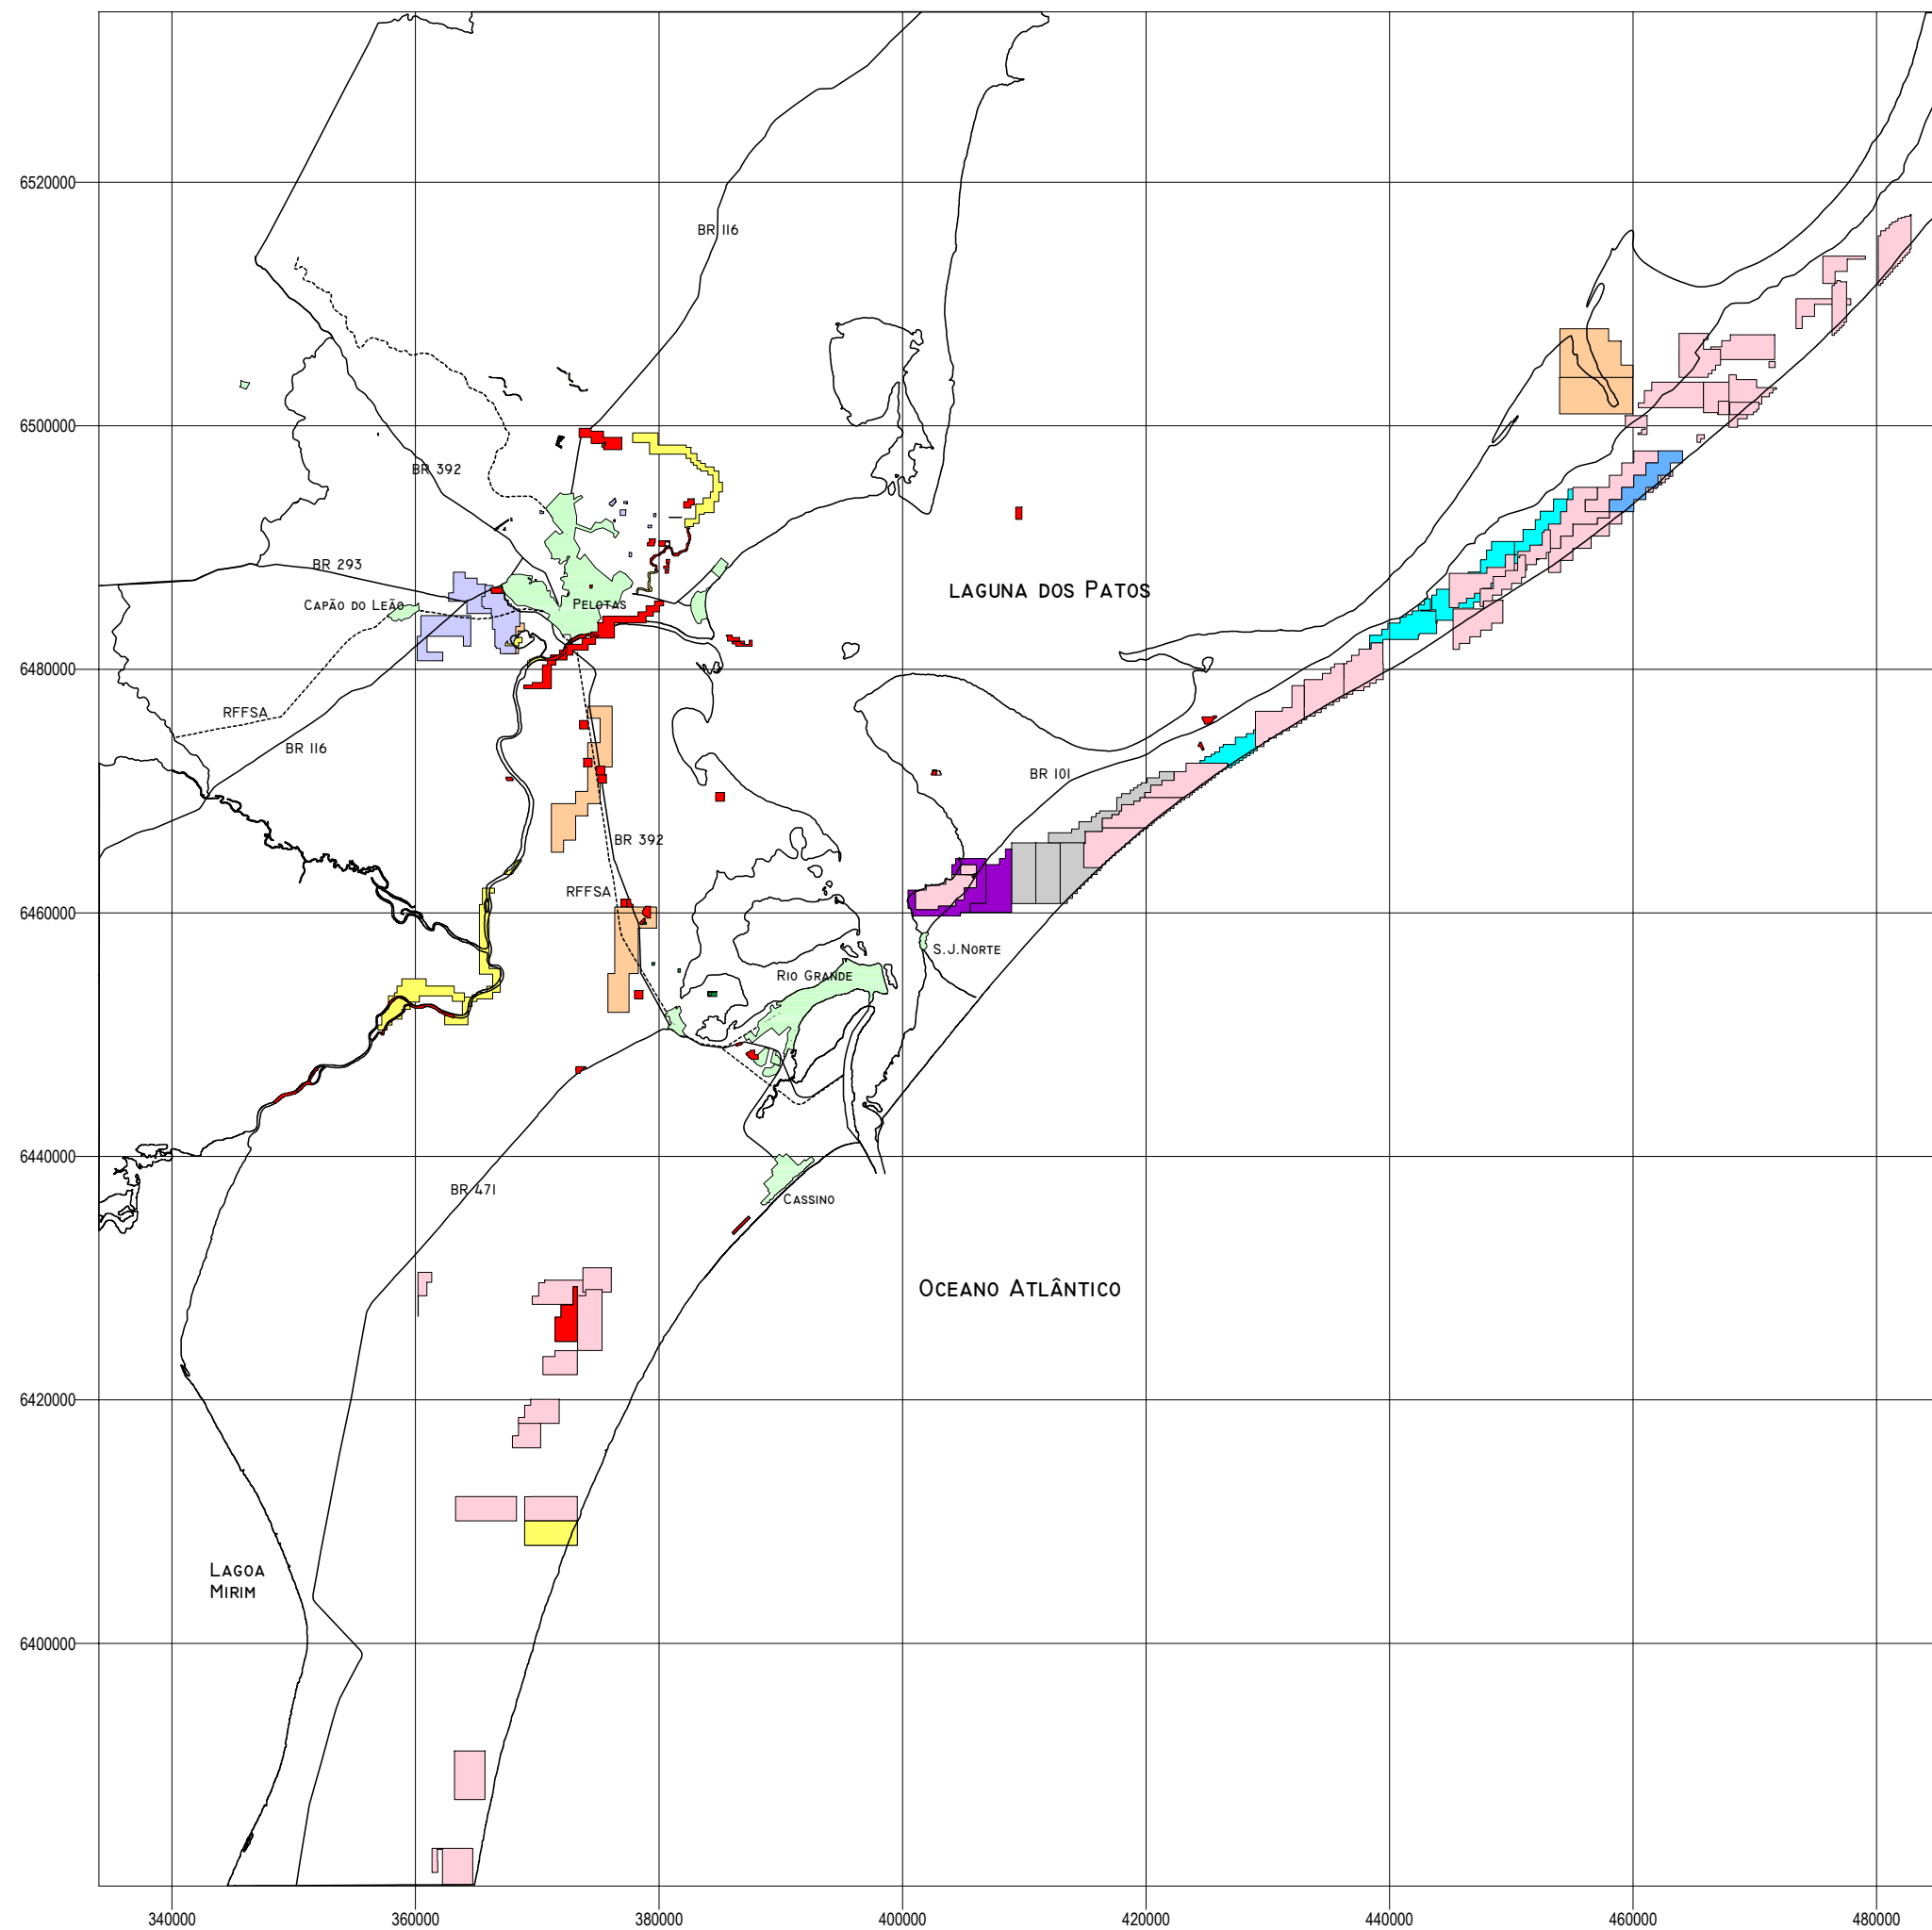 6520000
BR 116
6500000
BR 392
BR 293
LAGUNA DOS PATOS
CAPÃO DO LEÃO
PELOTAS
6480000
RFFSA
BR 116
BR 101
BR 392
RFFSA
6460000
S.J.NORTE
RIO GRANDE
6440000
BR 471
CASSINO
OCEANO ATLÂNTICO
6420000
LAGOA
MIRIM
6400000
340000 360000 380000 400000 420000 440000 460000 480000